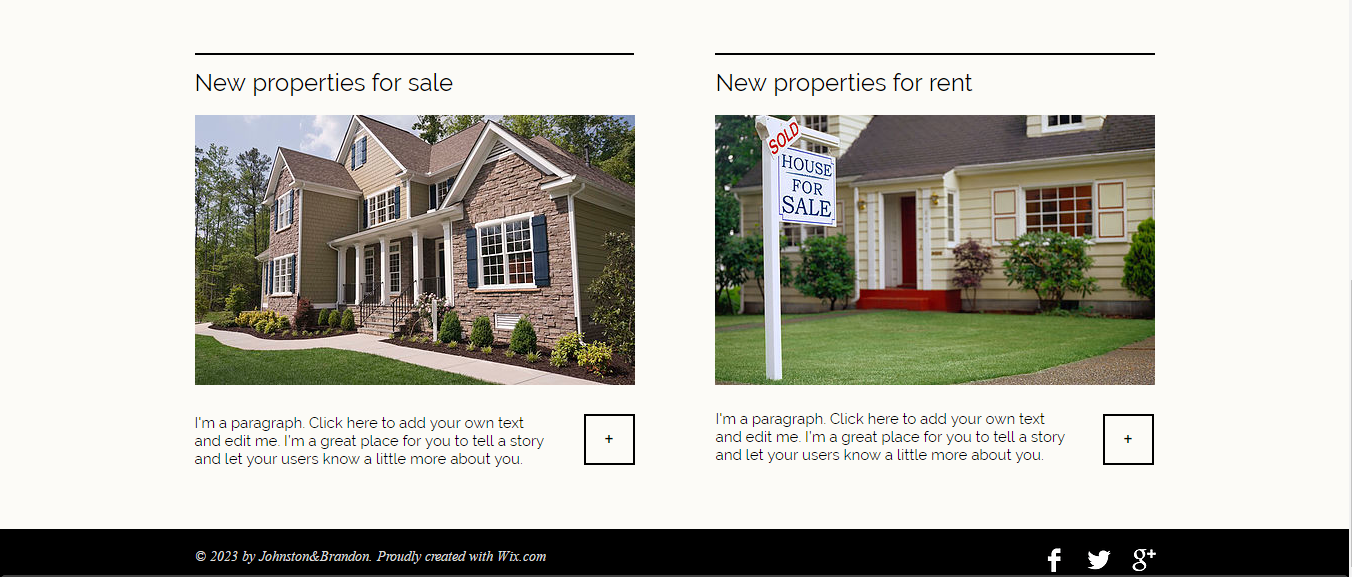 New properties for sale
New properties for rent
SOLD
HOUSE
FOR
SALE
I'm a paragraph. Click here to add your own text
and edit me. I'm a great place for you to tell a story
and let your users know a little more about you.
+
I'm a paragraph. Click here to add your own text
and edit me. I'm a great place for you to tell a story
and let your users know a little more about you.
+
© 2023 by Johnston&Brandon. Proudly created with Wix.com
f
g+